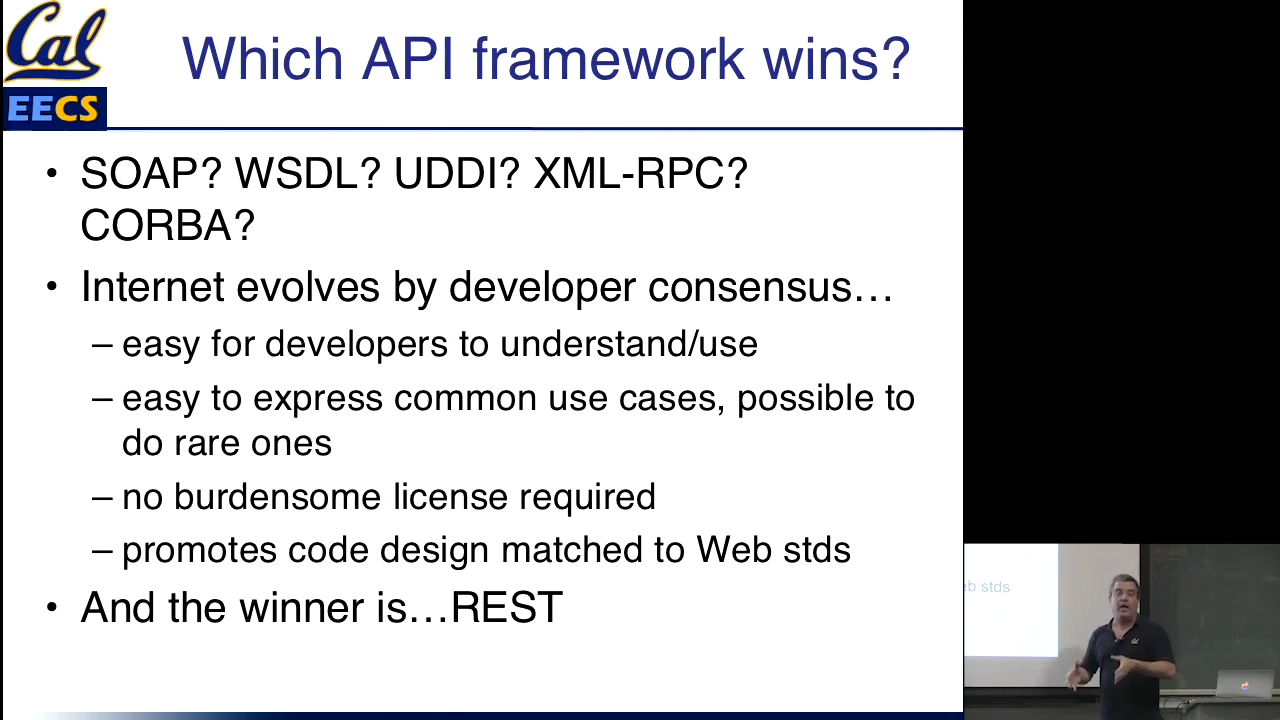 Cal
EECS
Which API framework wins?
• SOAP? WSDL? UDDI? XML-RPC?
CORBA?
• Internet evolves by developer consensus…
– easy for developers to understand/use
– easy to express common use cases, possible to
do rare ones
– no burdensome license required
– promotes code design matched to Web stds
• And the winner is…REST
eb stds